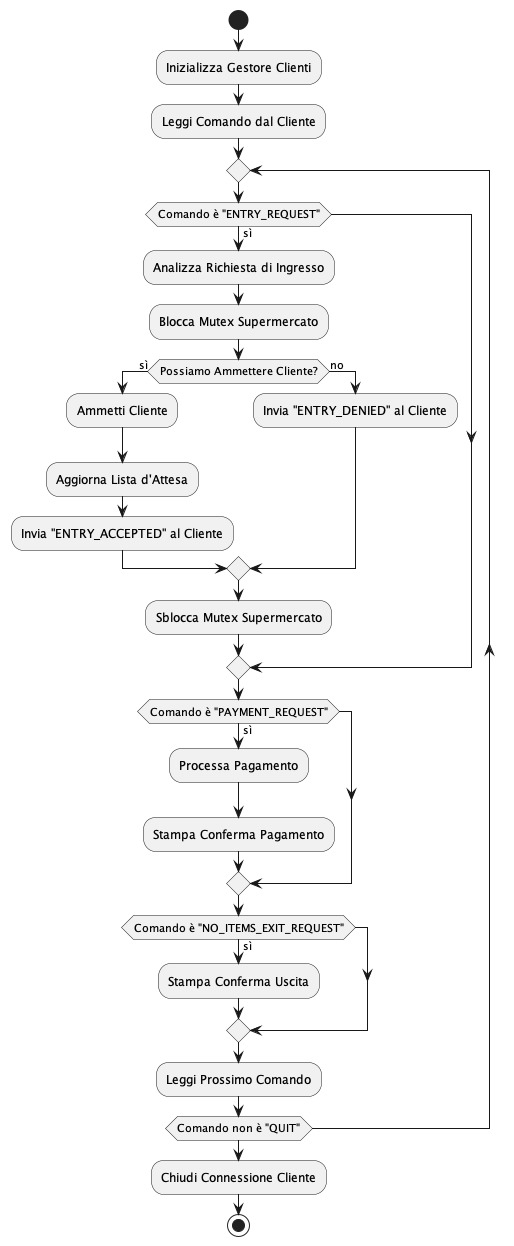 Inizializza Gestore Clienti
Leggi Comando dal Cliente
Comando è "ENTRY_REQUEST"
sì
Analizza Richiesta di Ingresso
Blocca Mutex Supermercato
sì
Possiamo Ammettere Cliente?
no
Ammetti Cliente
Invia "ENTRY_DENIED" al Cliente
Aggiorna Lista d'Attesa
Invia "ENTRY_ACCEPTED" al Cliente
Sblocca Mutex Supermercato
Comando è "PAYMENT_REQUEST"
sì
Processa Pagamento
Stampa Conferma Pagamento
Comando è "NO_ITEMS_EXIT_REQUEST"
sì
Stampa Conferma Uscita
Leggi Prossimo Comando
Comando non è "QUIT"
Chiudi Connessione Cliente